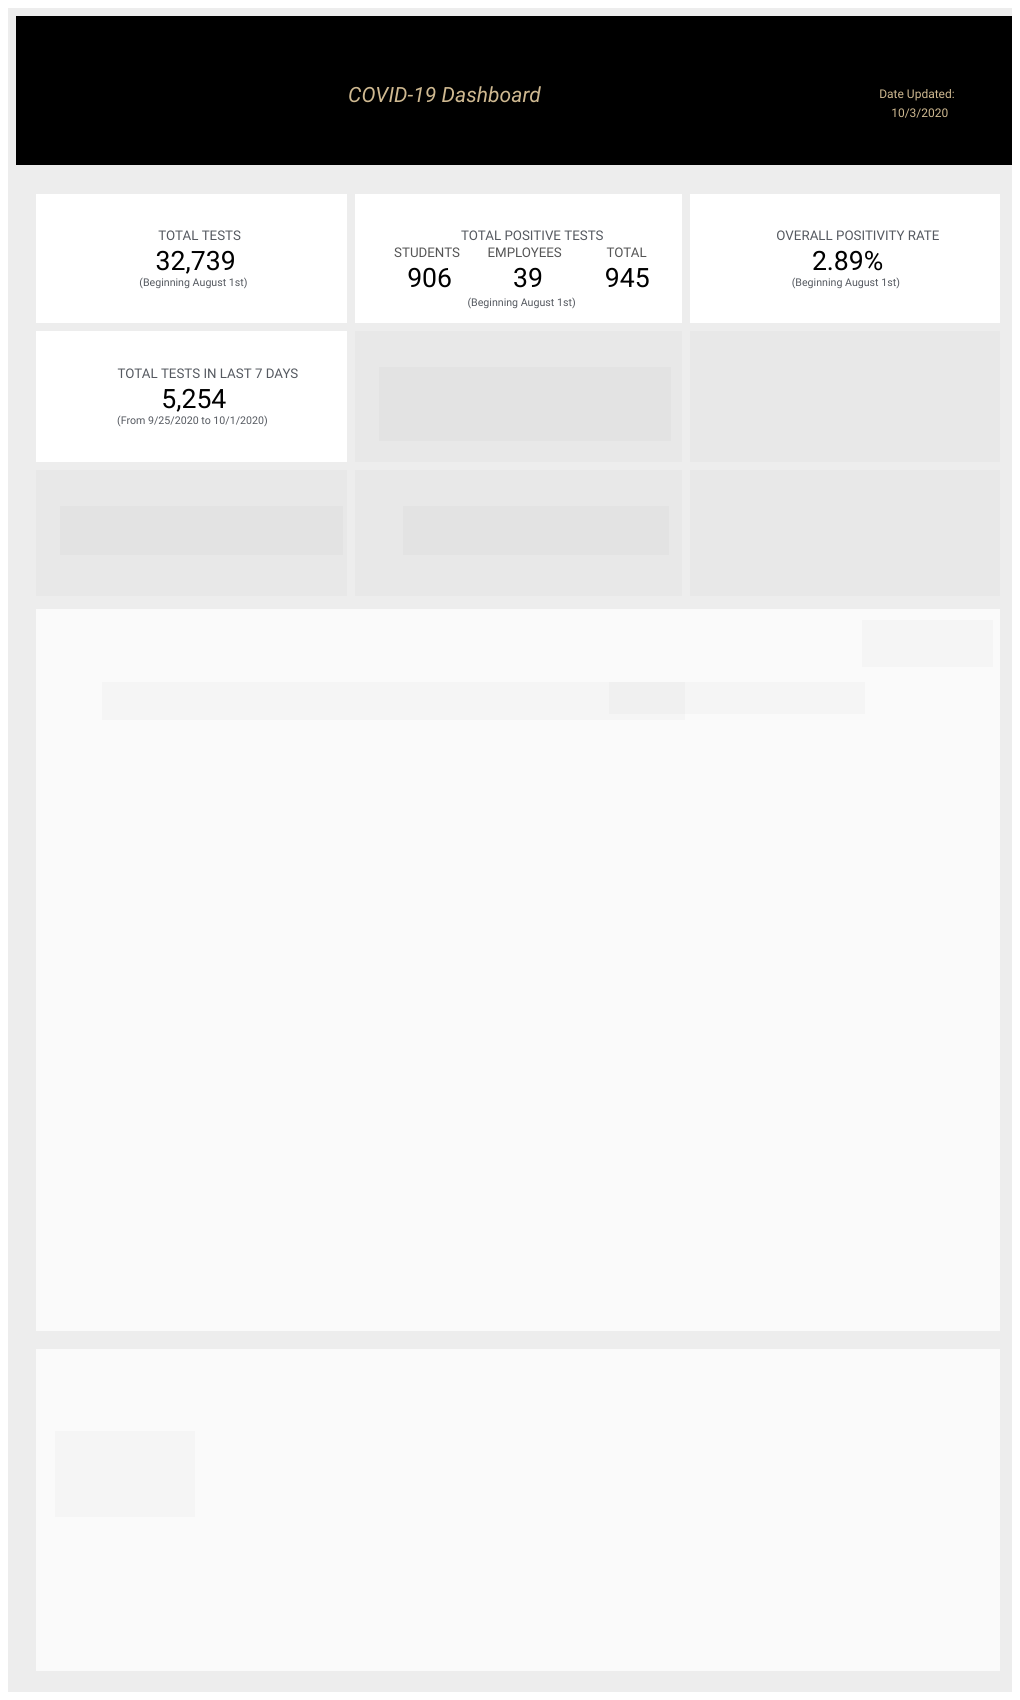 COVID-19 Dashboard
Date Updated:
10/3/2020
TOTAL TESTS
32,739
(Beginning August 1st)
TOTAL POSITIVE TESTS
STUDENTS EMPLOYEES TOTAL
906 39 945
(Beginning August 1st)
OVERALL POSITIVITY RATE
2.89%
(Beginning August 1st)
TOTAL TESTS IN LAST 7 DAYS
5,254
(From 9/25/2020 to 10/1/2020)